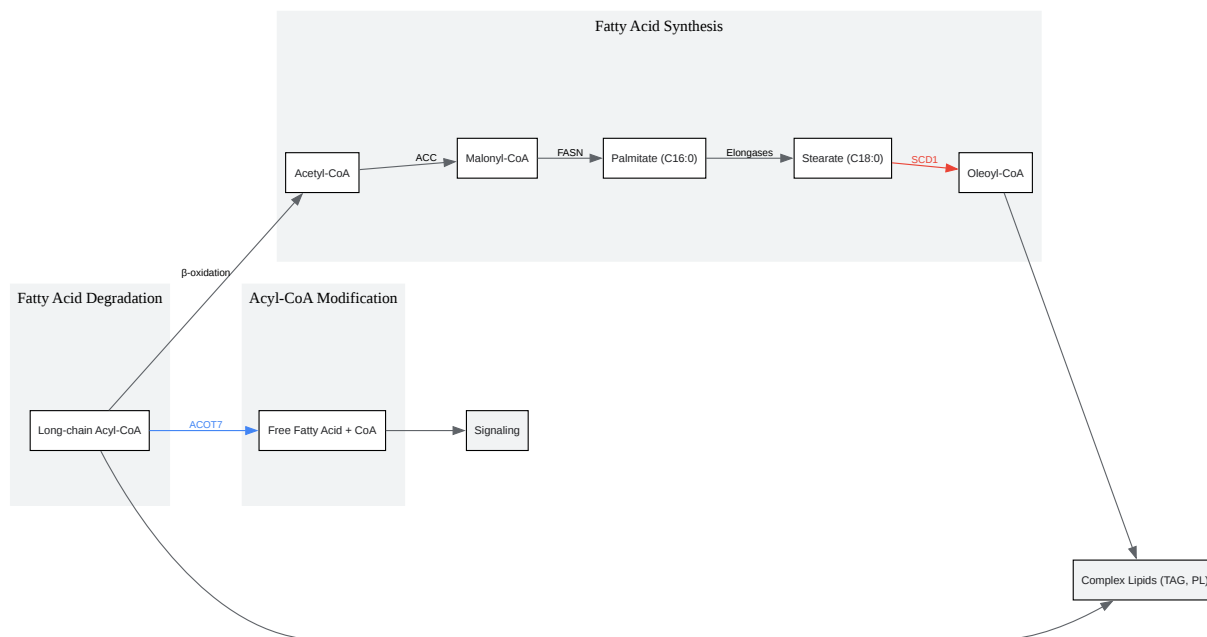 Fatty Acid Synthesis
Acetyl-CoA
ACC
Malonyl-CoA
FASN
Palmitate (C16:0)
Elongases
Stearate (C18:0)
SCD1
Oleoyl-CoA
β-oxidation
Fatty Acid Degradation
Acyl-CoA Modification
Long-chain Acyl-CoA
ACOT7
Free Fatty Acid + CoA
Signaling
Complex Lipids (TAG, PL)